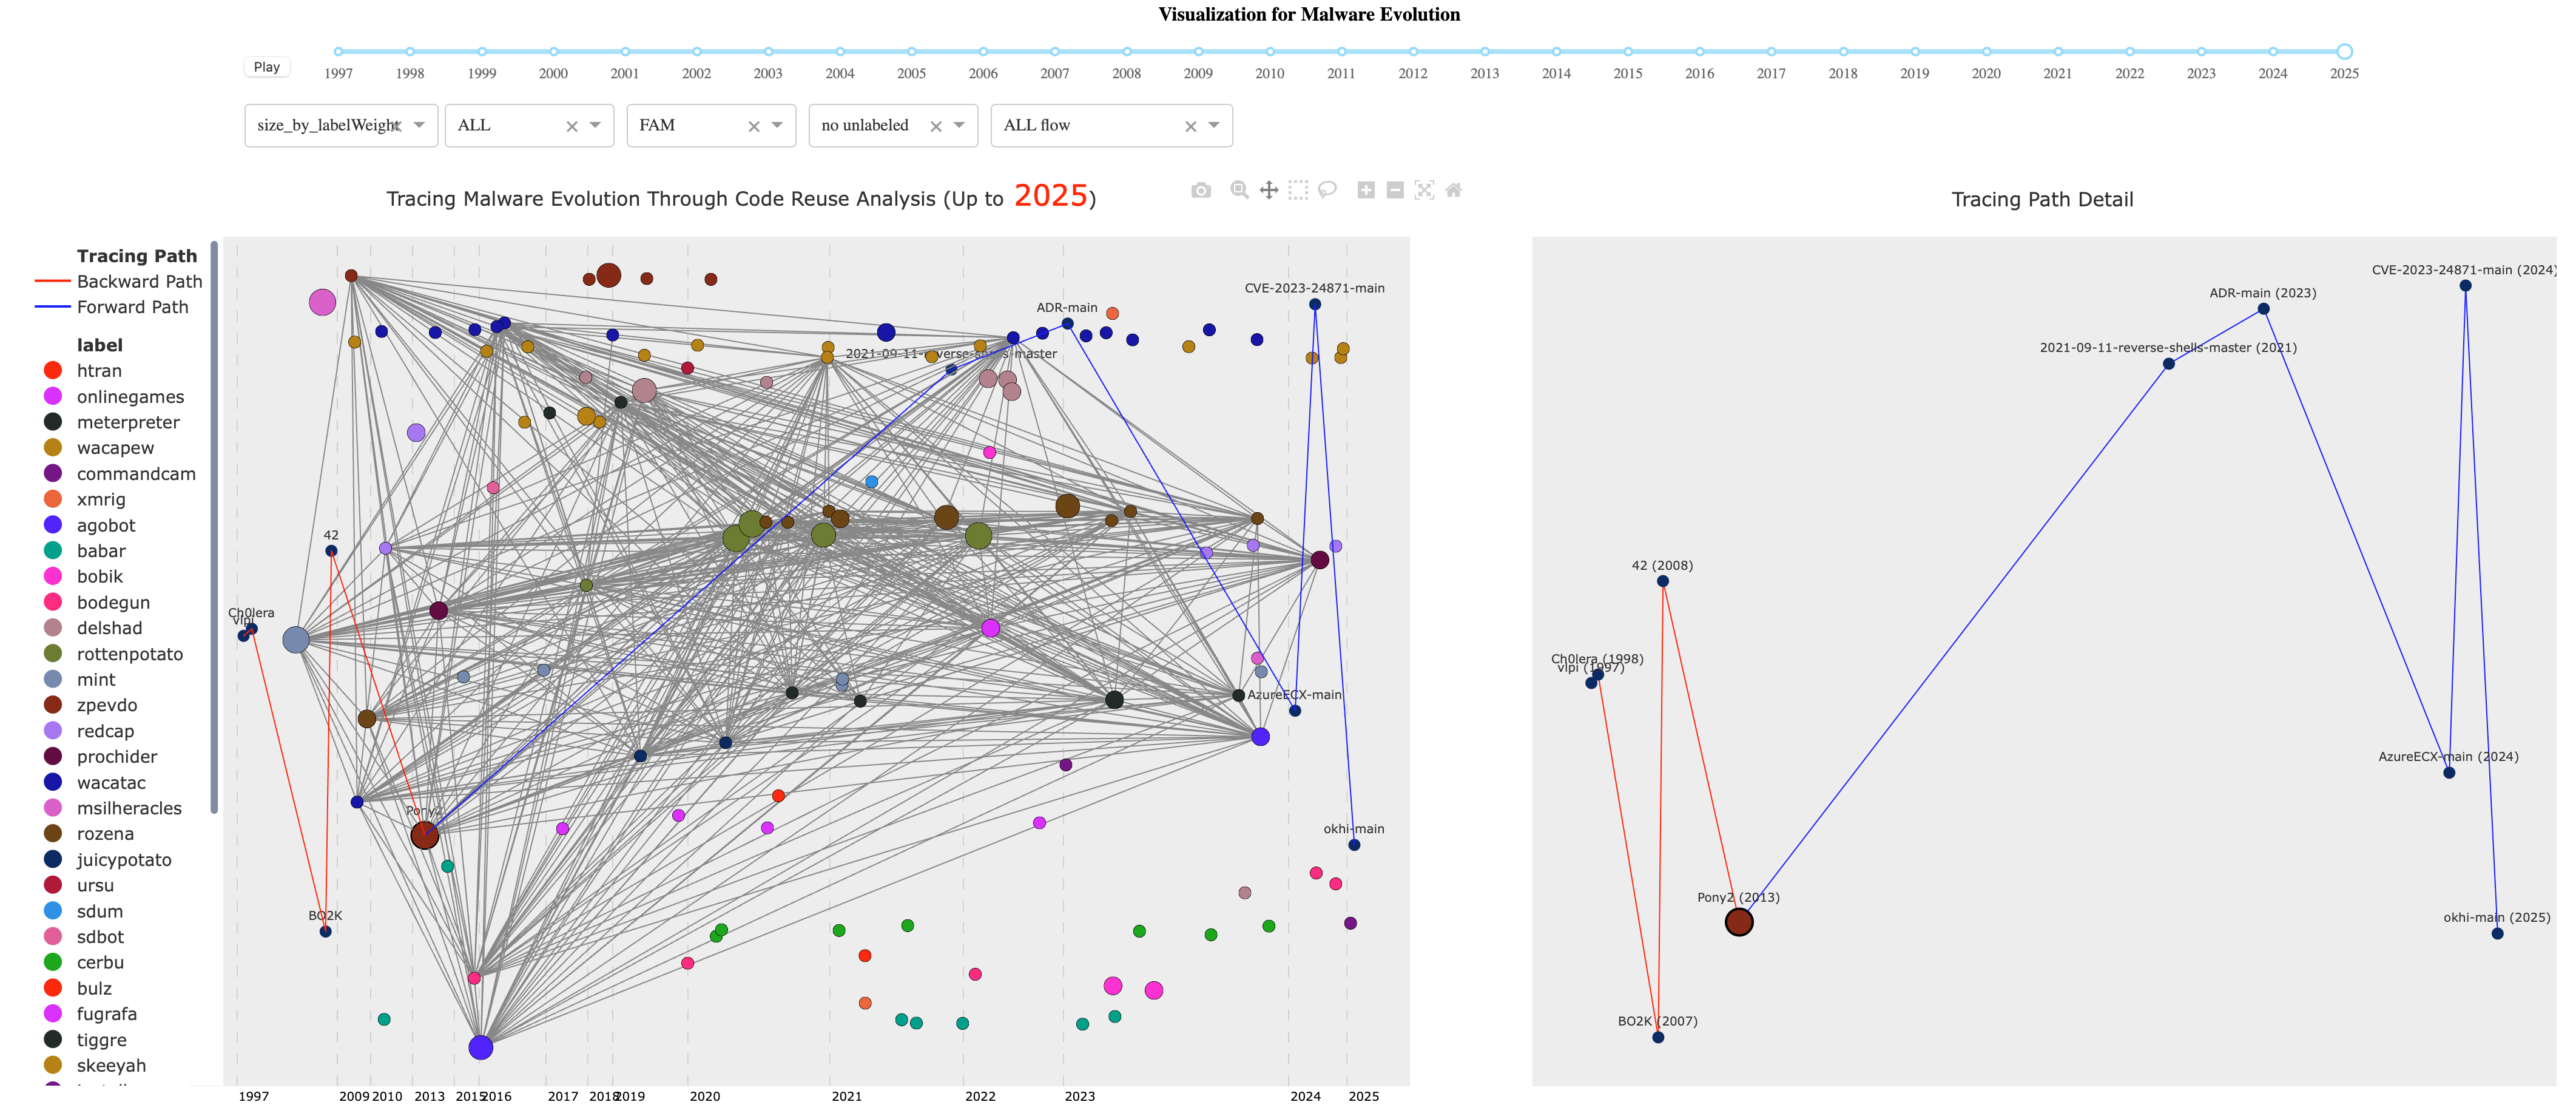 Visualization for Malware Evolution
Play
1997 1998 1999 2000 2001 2002 2003 2004 2005 2006 2007 2008 2009 2010 2011 2012 2013 2014 2015 2016 2017 2018 2019 2020 2021 2022 2023 2024 2025
size_by_labelWeight ALL FAM no unlabeled ALL flow
Tracing Malware Evolution Through Code Reuse Analysis (Up to 2025)
Tracing Path
Backward Path
Forward Path
label
htran
onlinegames
meterpreter
wacapew
commandcam
xmrig
agobot
babar
bobik
bodegun
delshad
rottenpotato
mint
zpevdo
redcap
prochider
wacatac
msilheracles
rozena
juicypotato
ursu
sdum
sdbot
cerbu
bulz
fugrafa
tiggre
skeeyah
CVE-2023-24871-main
ADR-main
2021-09-11-reverse-shells-master
42
Ch0lera
vlpi
AzureECX-main
Pony2
okhi-main
BO2K
1997 2009 2010 2013 2015 2016 2017 2018 2019 2020 2021 2022 2023 2024 2025
Tracing Path Detail
CVE-2023-24871-main (2024)
ADR-main (2023)
2021-09-11-reverse-shells-master (2021)
42 (2008)
Ch0lera (1998)
vlpi (1997)
AzureECX-main (2024)
Pony2 (2013)
okhi-main (2025)
BO2K (2007)